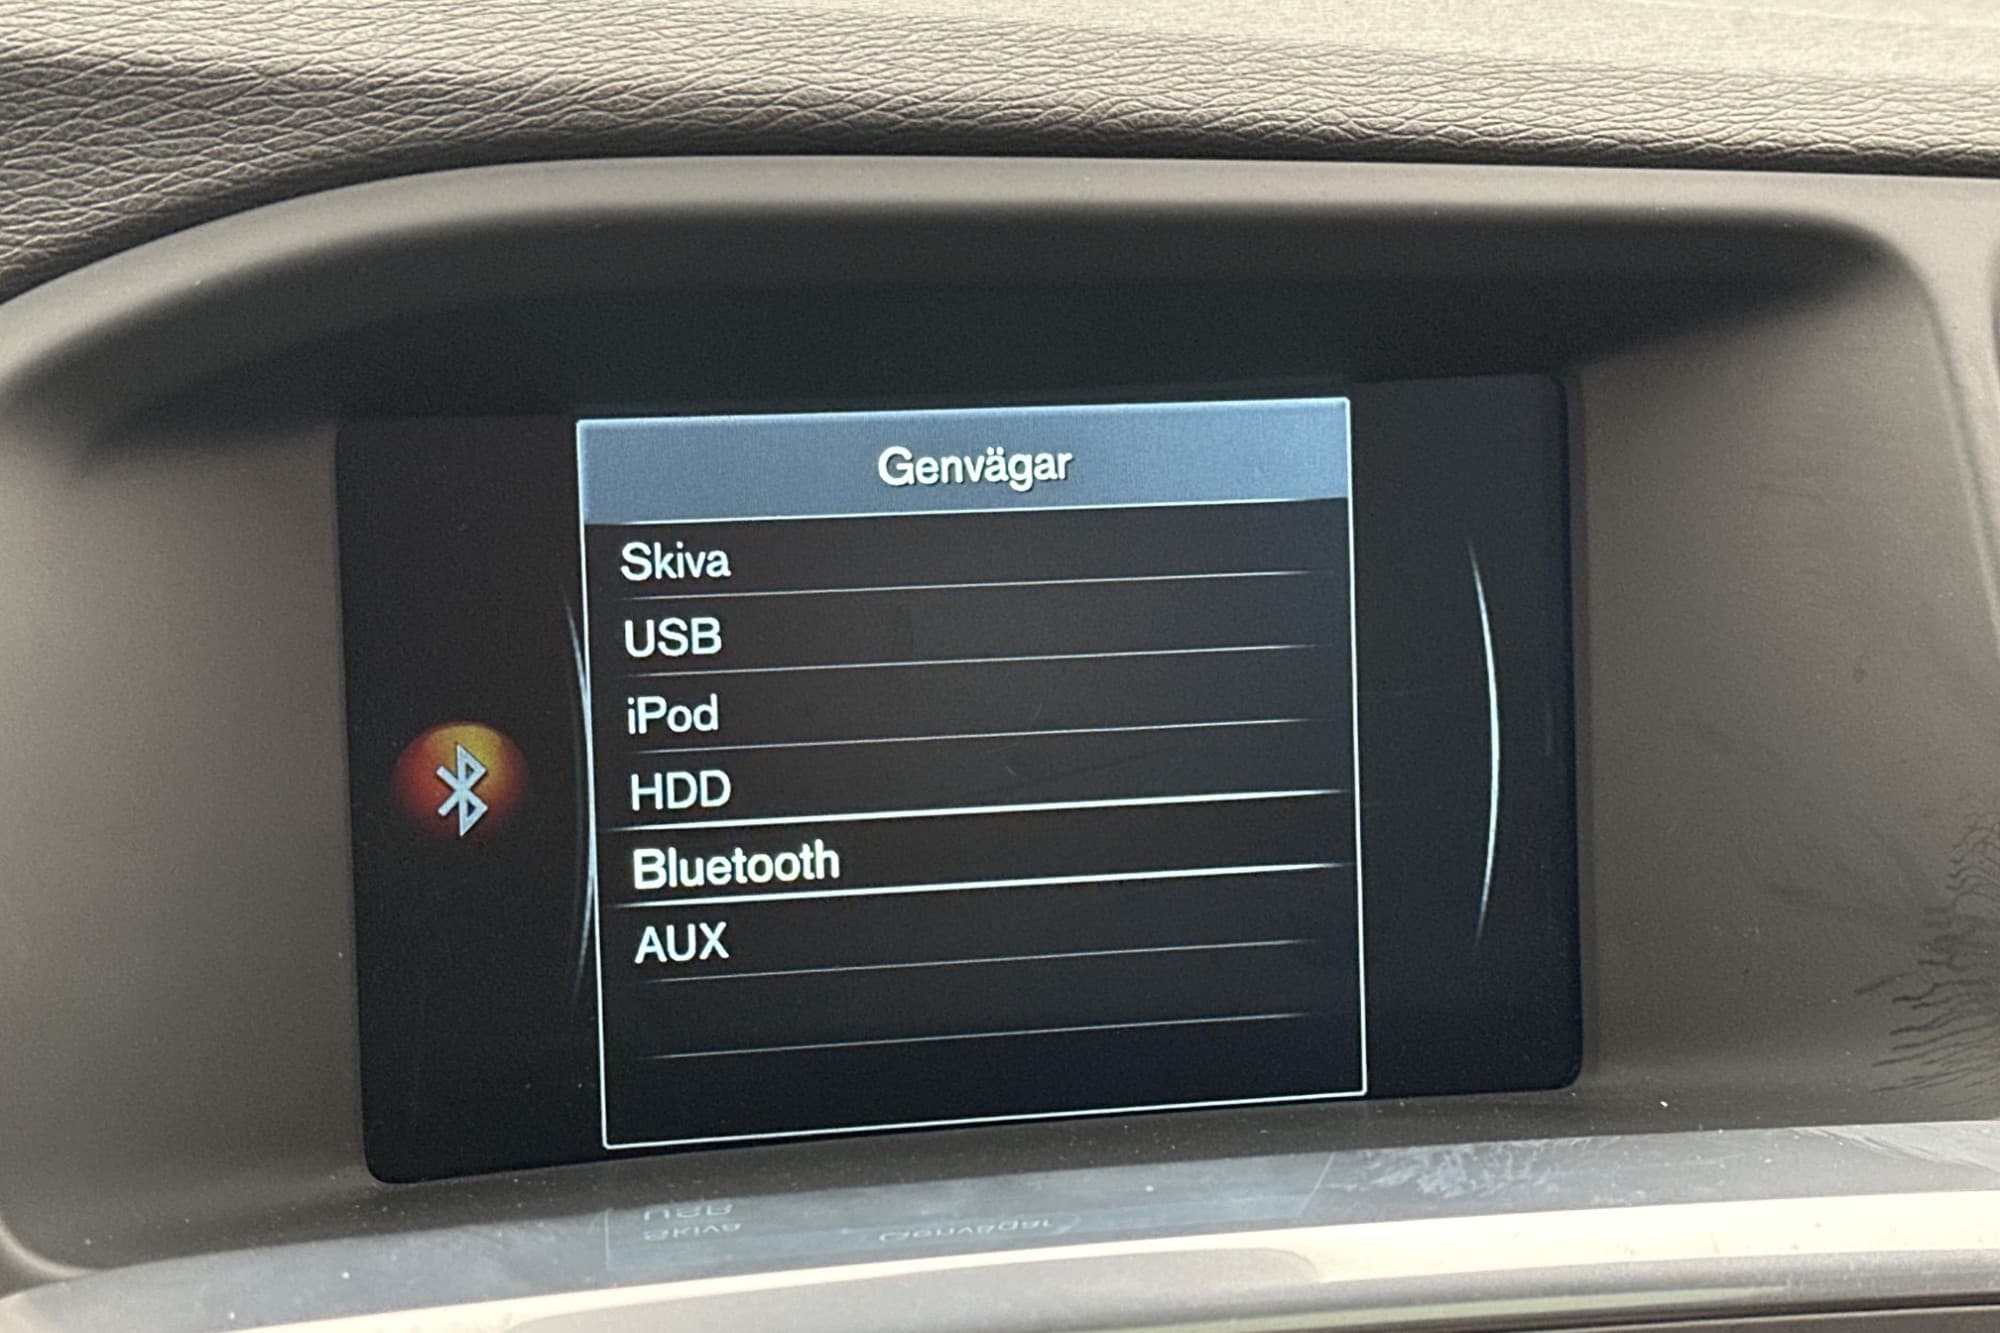 Genvägar
Skiva
USB
iPod
HDD
Bluetooth
AUX